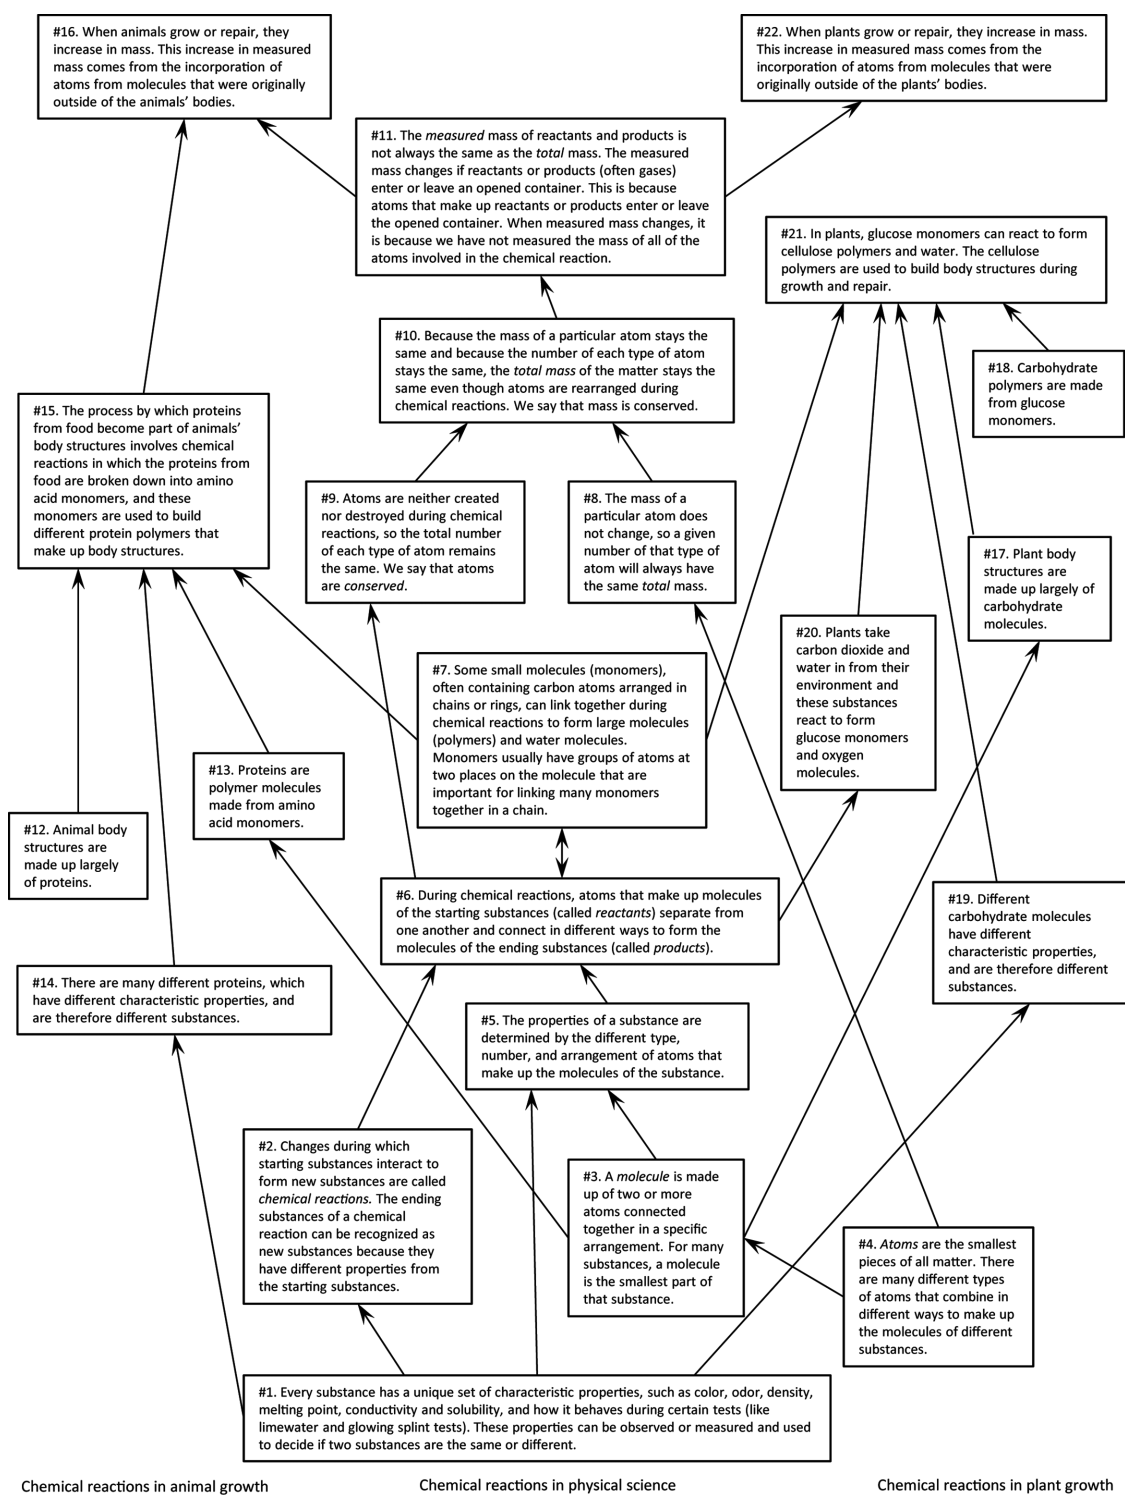 #16. When animals grow or repair, they
increase in mass. This increase in measured
mass comes from the incorporation of
atoms from molecules that were originally
outside of the animals' bodies.
#22. When plants grow or repair, they increase in mass.
This increase in measured mass comes from the
incorporation of atoms from molecules that were
originally outside of the plants' bodies.
#11. The measured mass of reactants and products is
not always the same as the total mass. The measured
mass changes if reactants or products (often gases)
enter or leave an opened container. This is because
atoms that make up reactants or products enter or leave
the opened container. When measured mass changes, it
is because we have not measured the mass of all of the
atoms involved in the chemical reaction.
#21. In plants, glucose monomers can react to form
cellulose polymers and water. The cellulose
polymers are used to build body structures during
growth and repair.
#10. Because the mass of a particular atom stays the
same and because the number of each type of atom
stays the same, the total mass of the matter stays the
same even though atoms are rearranged during
chemical reactions. We say that mass is conserved.
#18. Carbohydrate
polymers are made
from glucose
monomers.
#15. The process by which proteins
from food become part of animals'
body structures involves chemical
reactions in which the proteins from
food are broken down into amino
acid monomers, and these
monomers are used to build
different protein polymers that
make up body structures.
#9. Atoms are neither created
nor destroyed during chemical
reactions, so the total number
of each type of atom remains
the same. We say that atoms
are conserved.
#8. The mass of a
particular atom does
not change, so a given
number of that type of
atom will always have
the same total mass.
#17. Plant body
structures are
made up largely of
carbohydrate
molecules.
#20. Plants take
carbon dioxide and
water in from their
environment and
these substances
react to form
glucose monomers
and oxygen
molecules.
#7. Some small molecules (monomers),
often containing carbon atoms arranged in
chains or rings, can link together during
chemical reactions to form large molecules
(polymers) and water molecules.
Monomers usually have groups of atoms at
two places on the molecule that are
important for linking many monomers
together in a chain.
#13. Proteins are
polymer molecules
made from amino
acid monomers.
#12. Animal body
structures are
made up largely
of proteins.
#6. During chemical reactions, atoms that make up molecules
of the starting substances (called reactants) separate from
one another and connect in different ways to form the
molecules of the ending substances (called products).
#19. Different
carbohydrate molecules
have different
characteristic properties,
and are therefore different
substances.
#14. There are many different proteins, which
have different characteristic properties, and
are therefore different substances.
#5. The properties of a substance are
determined by the different type,
number, and arrangement of atoms that
make up the molecules of the substance.
#2. Changes during which
starting substances interact to
form new substances are called
chemical reactions. The ending
substances of a chemical
reaction can be recognized as
new substances because they
have different properties from
the starting substances.
#3. A molecule is made
up of two or more
atoms connected
together in a specific
arrangement. For many
substances, a molecule
is the smallest part of
that substance.
#4. Atoms are the smallest
pieces of all matter. There
are many different types
of atoms that combine in
different ways to make up
the molecules of different
substances.
#1. Every substance has a unique set of characteristic properties, such as color, odor, density,
melting point, conductivity and solubility, and how it behaves during certain tests (like
limewater and glowing splint tests). These properties can be observed or measured and used
to decide if two substances are the same or different.
Chemical reactions in animal growth
Chemical reactions in physical science
Chemical reactions in plant growth